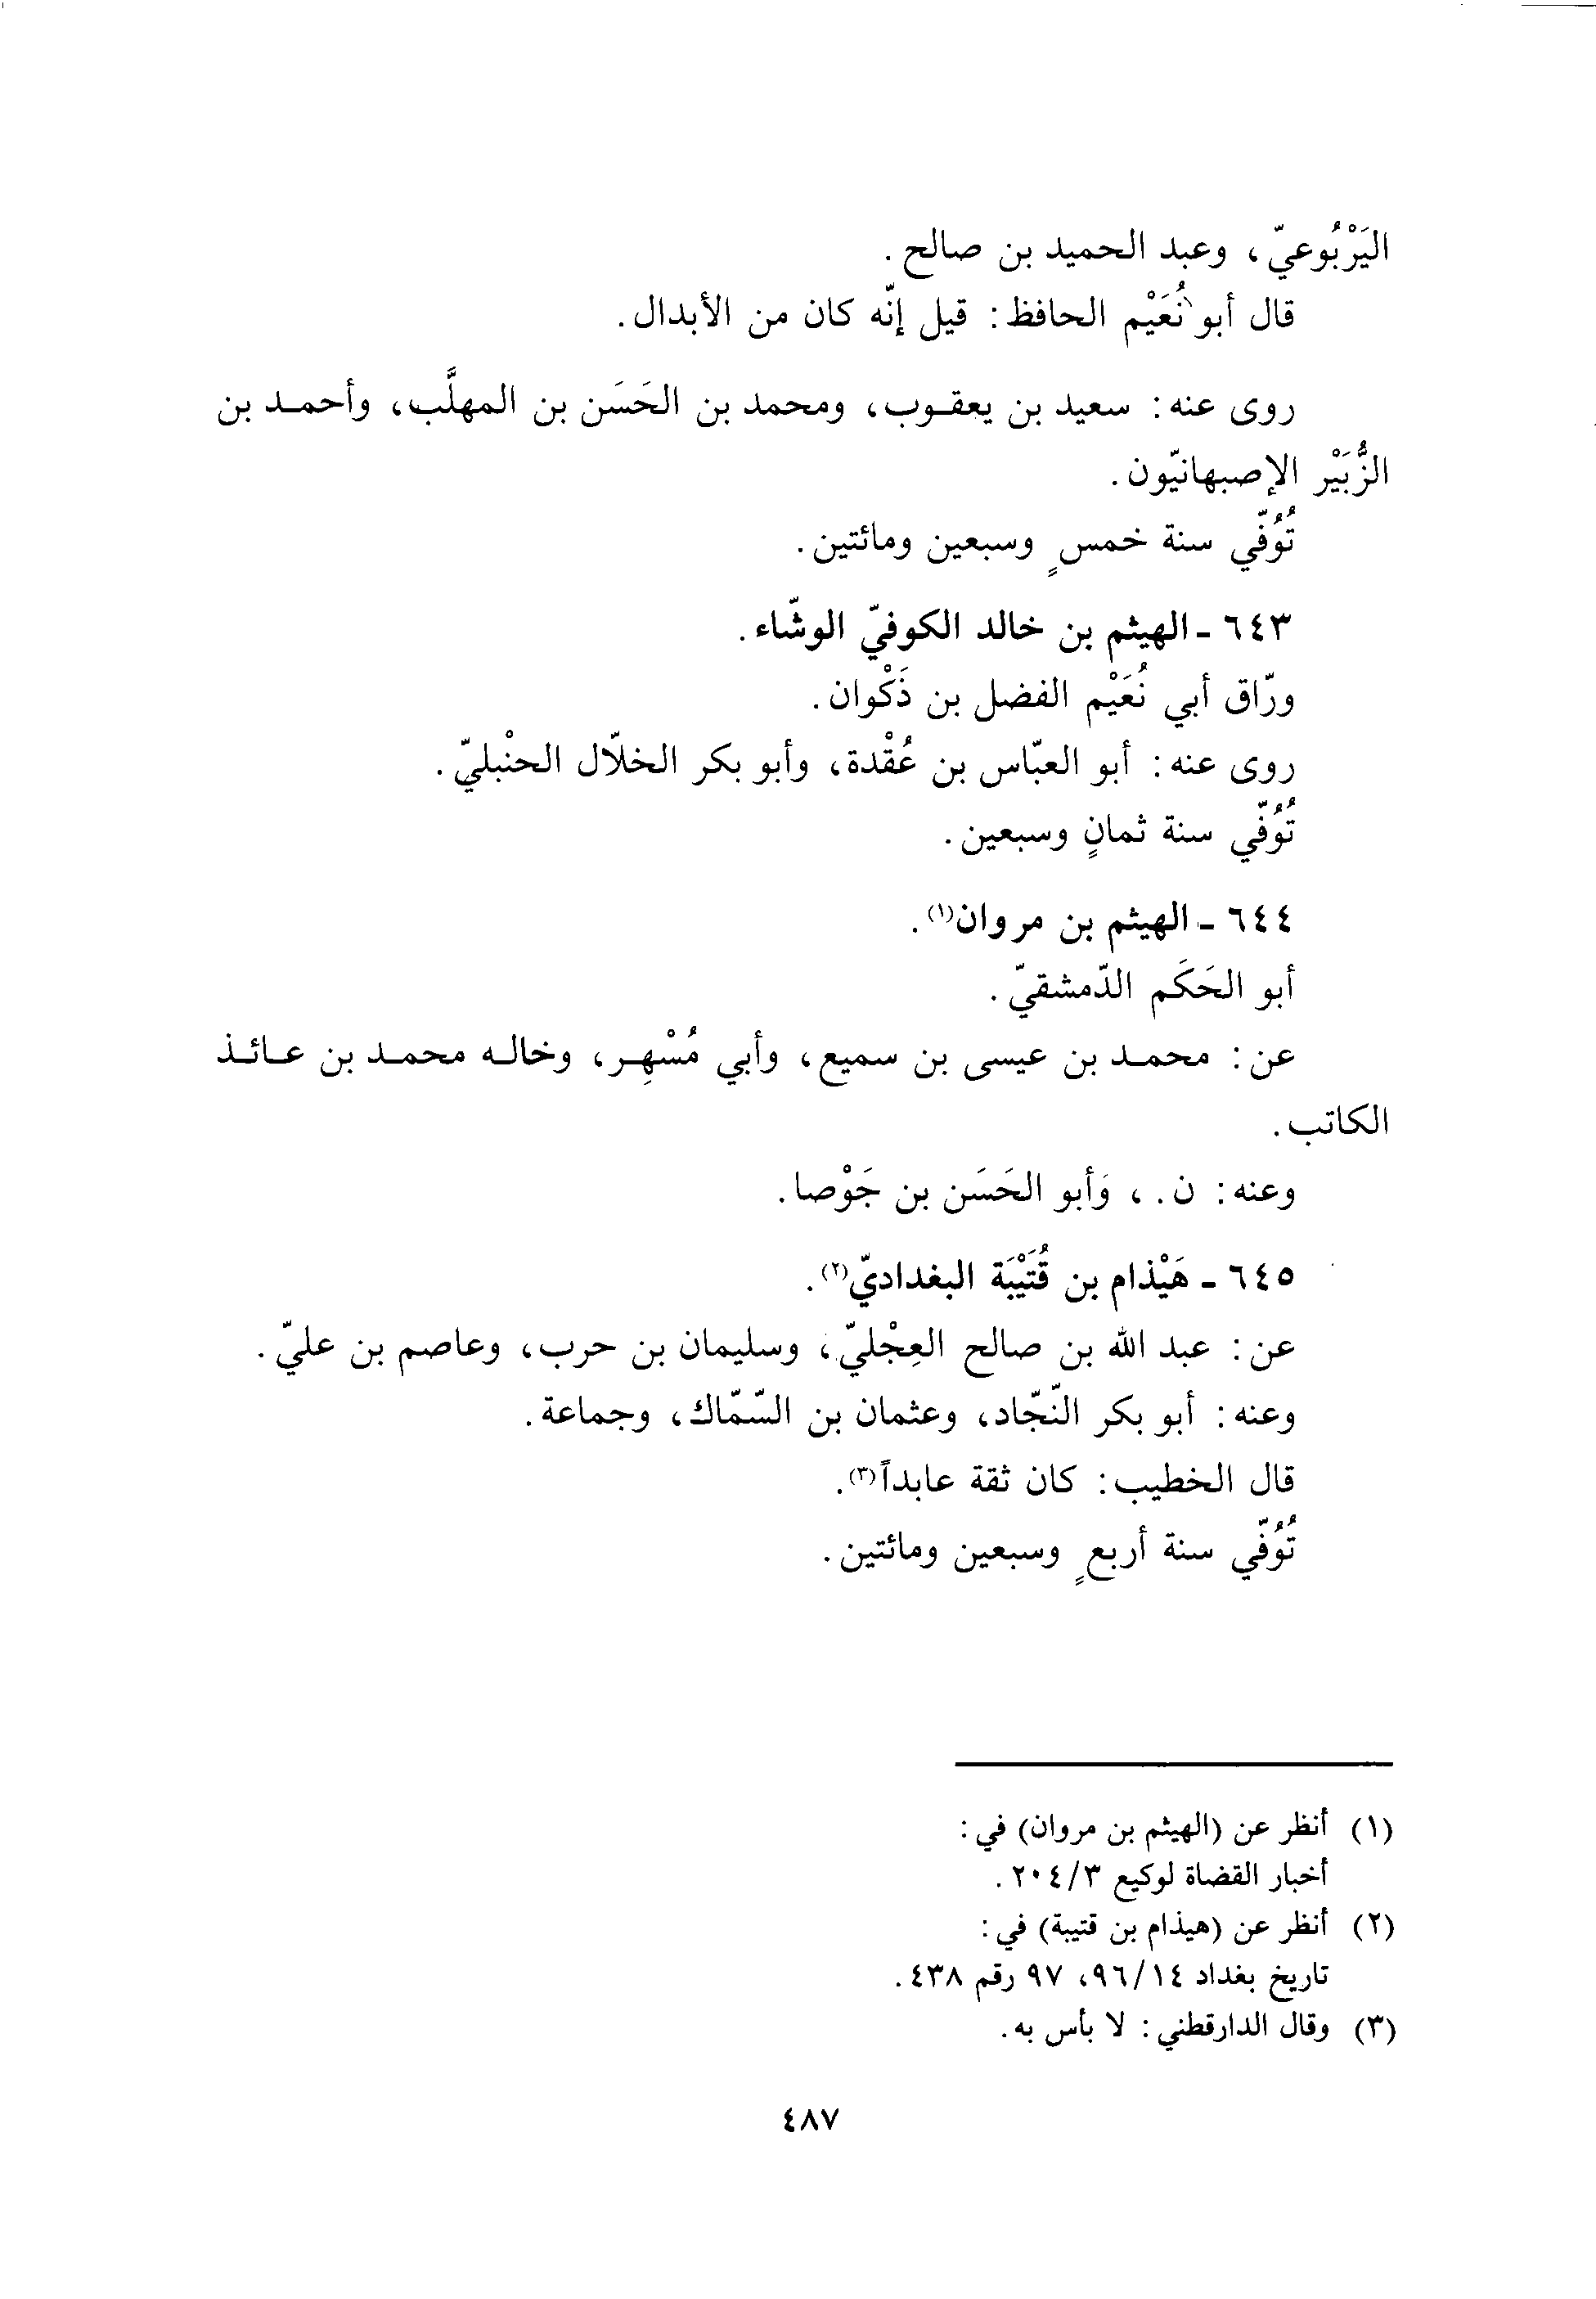 اليَرْبُوعيّ، وعبد الحميد بن صالح.
قال أبو نُعَيْم الحافظ: قيل إنّه كان من الأبدال.
روى عنه: سعيد بن يعقوب، ومحمد بن الحَسَن بن المهلَّب، وأحمد بن
الزُّبَيْر الإصبهانيّون.
تُوُفّي سنة خمسٍ وسبعين ومائتين.
٦٤٣ - الهيثم بن خالد الكوفيّ الوشّاء.
ورّاق أبي نُعَيْم الفضل بن ذَكْوان.
روى عنه: أبو العبّاس بن عُقْدة، وأبو بكر الخلّال الحنْبليّ.
تُوُفّي سنة ثمانٍ وسبعين.
٦٤٤ - الهيثم بن مروان(١).
أبو الحَكَم الدّمشقيّ.
عن: محمد بن عيسى بن سميع، وأبي مُسْهِر، وخاله محمد بن عائذ
الكاتب.
وعنه: ن.، وَأبو الحَسَن بن جَوْصا.
٦٤٥ - هَيْذام بن قُتَيْبَة البغداديّ(٢).
عن: عبد الله بن صالح العِجْليّ، وسليمان بن حرب، وعاصم بن عليّ.
وعنه: أبو بكر النّجّاد، وعثمان بن السّمّاك، وجماعة.
قال الخطيب: كان ثقة عابداً(٣).
تُوُفّي سنة أربعٍ وسبعين ومائتين.
(١) أنظر عن (الهيثم بن مروان) في:
أخبار القضاة لوكيع ٢٠٤/٣.
(٢) أنظر عن (هيذام بن قتيبة) في:
تاريخ بغداد ٩٦/١٤، ٩٧ رقم ٤٣٨.
(٣) وقال الدارقطني: لا بأس به.
٤٨٧